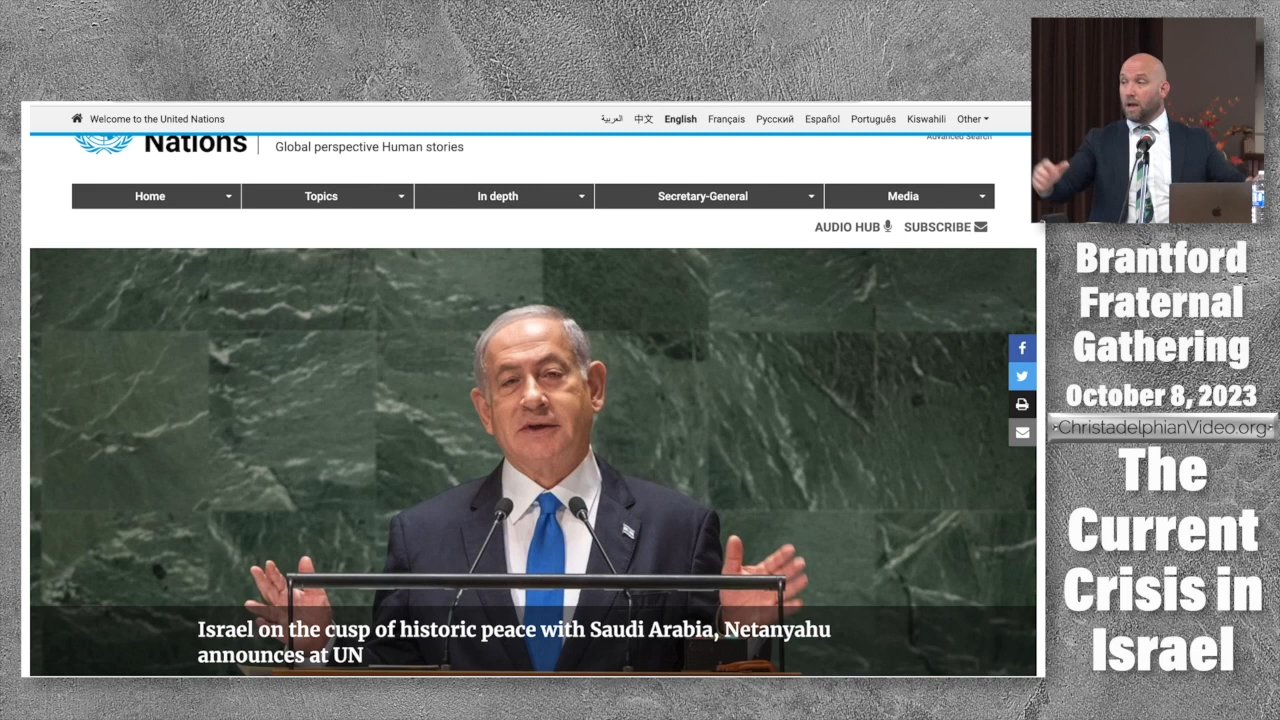 Welcome to the United Nations
العربية
中文
English
Français
Русский
Español
Português
Kiswahili
Other
Advanced Search
Nations
Global perspective Human stories
Home
Topics
In depth
Secretary-General
Media
AUDIO HUB
SUBSCRIBE
Israel on the cusp of historic peace with Saudi Arabia, Netanyahu
announces at UN
Brantford
Fraternal
Gathering
October 8, 2023
ChristadelphianVideo.org
The
Current
Crisis in
Israel